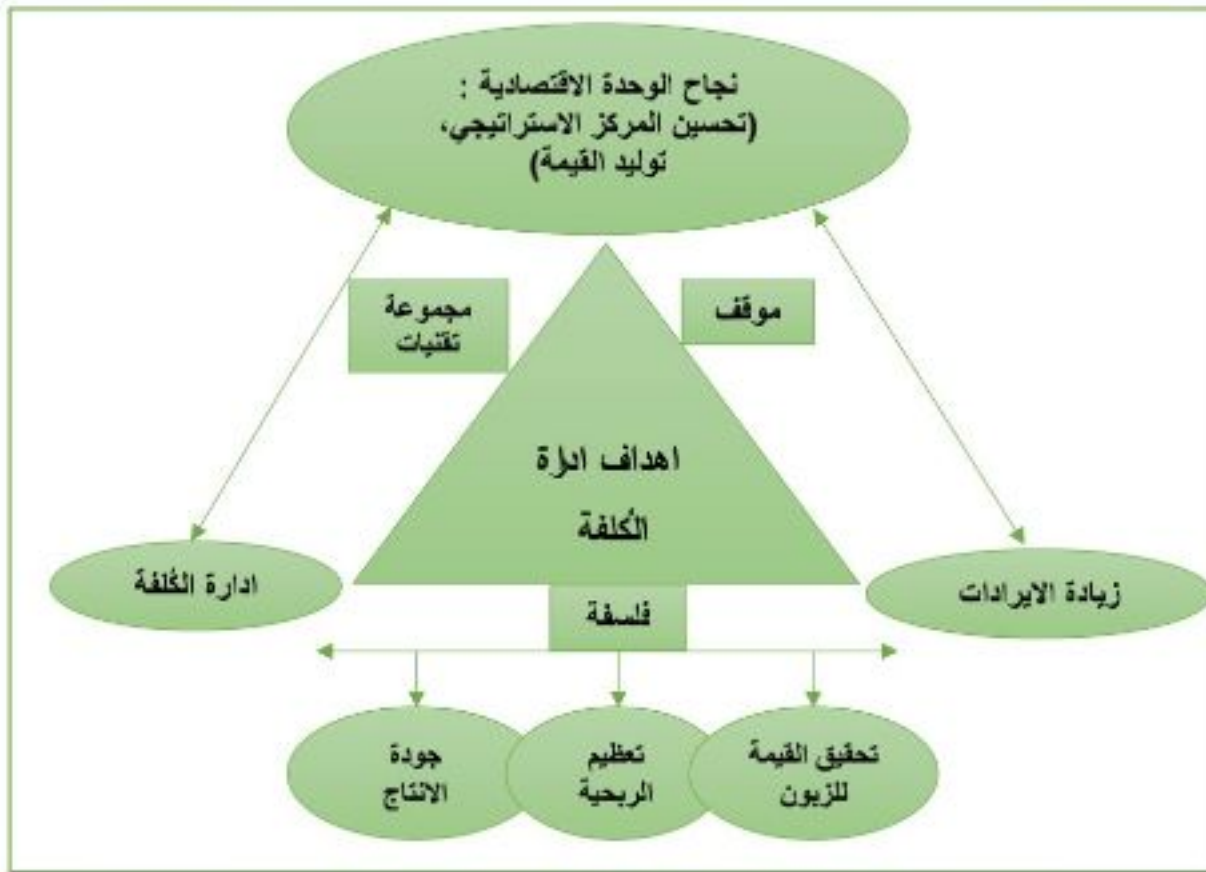 نجاح الوحدة الاقتصادية :
(تحسين المركز الاستراتيجي،
توليد القيمة)
موقف
مجموعة
تقنيات
اهداف ادارة
الكُلفة
زيادة الايرادات
ادارة الكُلفة
فلسفة
تحقيق القيمة
للزبون
تعظيم
الربحية
جودة
الانتاج